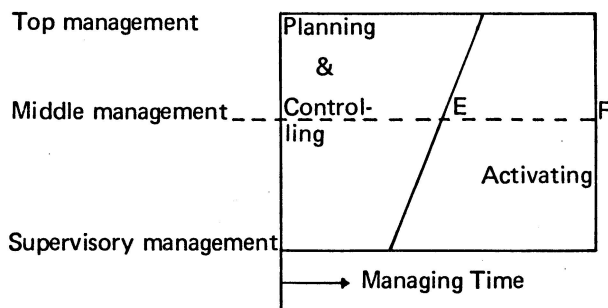 Top management
Planning
&
Middle management
Control-
ling
E
F
Activating
Supervisory management
Managing Time